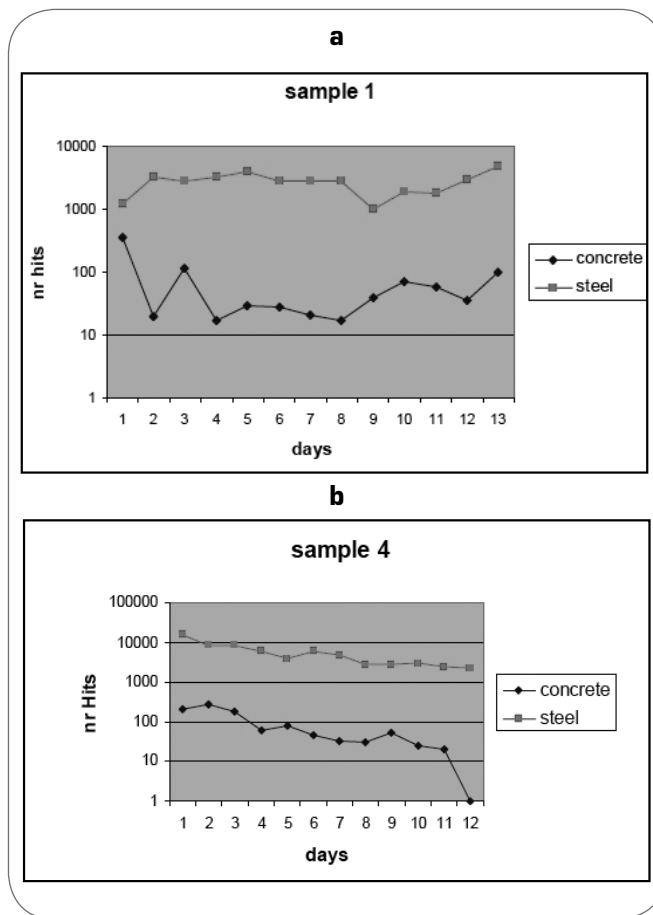 a
sample 1
10000
1000
100
10
1
nr hits
1 2 3 4 5 6 7 8 9 10 11 12 13
days
concrete
steel
b
sample 4
100000
10000
1000
100
10
1
nr Hits
1 2 3 4 5 6 7 8 9 10 11 12
days
concrete
steel